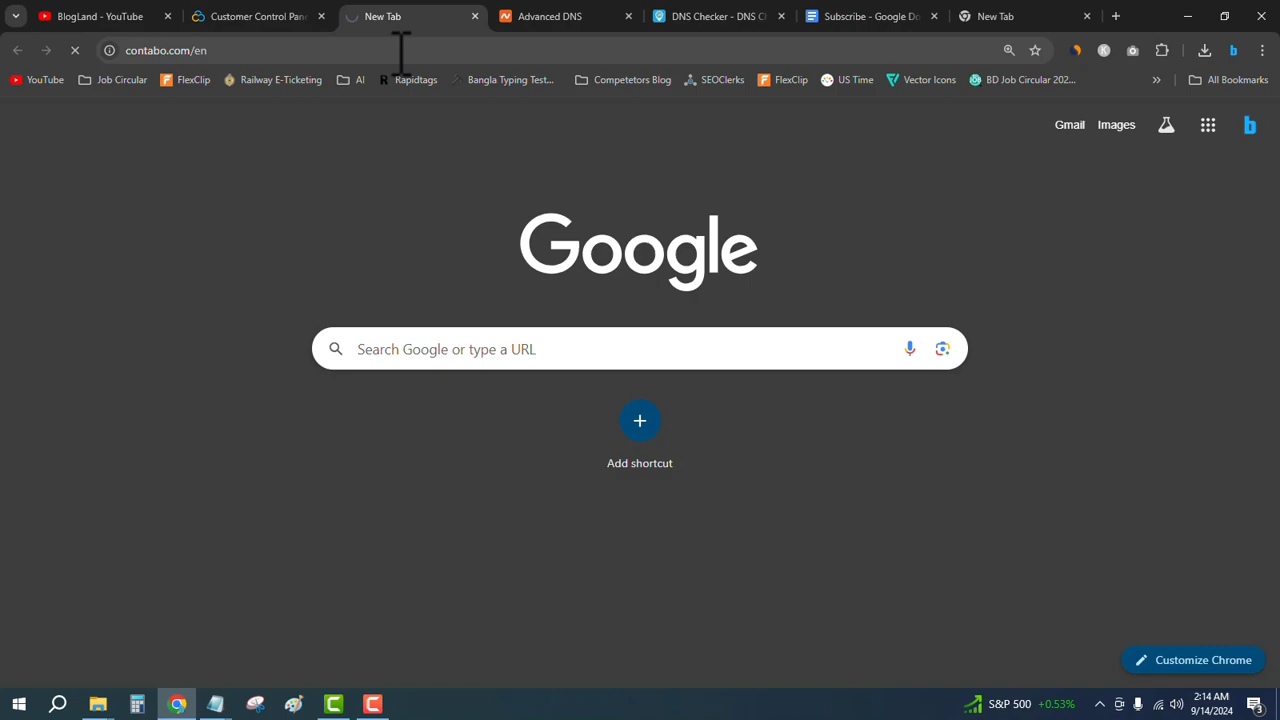 BlogLand - YouTube
Customer Control Pane
New Tab
Advanced DNS
DNS Checker - DNS Ch
Subscribe - Google Do
New Tab
contabo.com/en
YouTube
Job Circular
FlexClip
Railway E-Ticketing
AI
Rapidtags
Bangla Typing Test...
Competetors Blog
SEOClerks
FlexClip
US Time
Vector Icons
BD Job Circular 202...
»
All Bookmarks
Gmail
Images
Google
Search Google or type a URL
Add shortcut
Customize Chrome
S&P 500 +0.53%
2:14 AM
9/14/2024
3